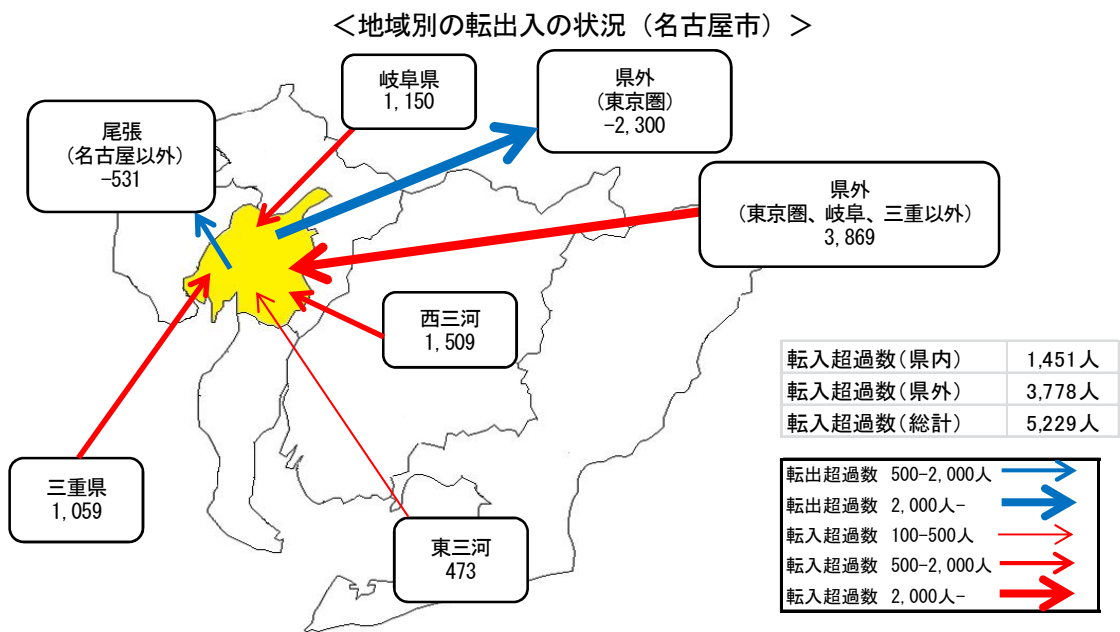 ＜地域別の転出入の状況（名古屋市）＞
岐阜県
1,150
県外
(東京圏)
-2,300
尾張
(名古屋以外)
-531
県外
(東京圏、岐阜、三重以外)
3,869
西三河
1,509
三重県
1,059
東三河
473
転入超過数(県内) 1,451人
転入超過数(県外) 3,778人
転入超過数(総計) 5,229人
転出超過数 500-2,000人
転出超過数 2,000人-
転入超過数 100-500人
転入超過数 500-2,000人
転入超過数 2,000人-